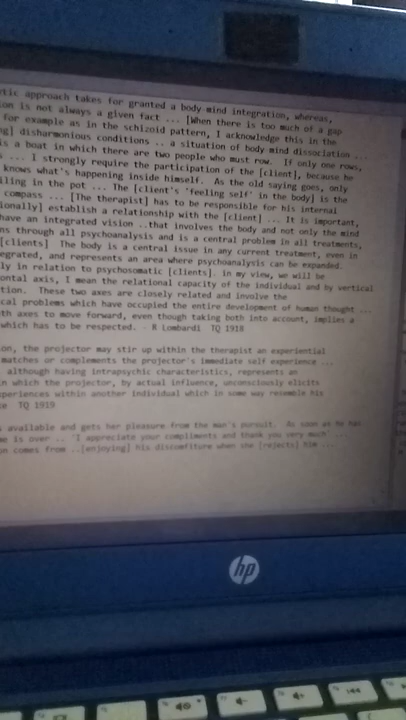 etic approach takes for granted a body-mind integration, whereas,
ion is not always a given fact ... [When there is too much of a gap
for example as in the schizoid pattern, I acknowledge this in the
ng] disharmonious conditions .. a situation of body mind dissociation ...
is a boat in which there are two people who must row. If only one rows,
... I strongly require the participation of the [client], because he
knows what's happening inside himself. As the old saying goes, only
iling in the pot ... [The client's 'feeling self' in the body] is the
compass ... [The therapist] has to be responsible for his internal
ionally] establish a relationship with the [client] ... It is important,
have an integrated vision ..that involves the body and not only the mind
ns through all psychoanalysis and is a central problem in all treatments,
[clients] The body is a central issue in any current treatment, even in
egrated, and represents an area where psychoanalysis can be expanded.
ly in relation to psychosomatic [clients]. in my view, we will be
ontal axis, I mean the relational capacity of the individual and by vertical
tion. These two axes are closely related and involve the
cal problems which have occupied the entire development of human thought ...
th axes to move forward, even though taking both into account, implies a
which has to be respected. - R Lombardi TQ 1918
on, the projector may stir up within the therapist an experiential
matches or complements the projector's immediate self experience ...
although having intrapsychic characteristics, represents an
in which the projector, by actual influence, unconsciously elicits
xperiences within another individual which in some way resemble his
TQ 1919
s available and gets her pleasure from the man's pursuit. As soon as he has
me is over .. 'I appreciate your compliments and thank you very much' ...
on comes from ..[enjoying] his discomfiture when she [rejects] him ...
hp